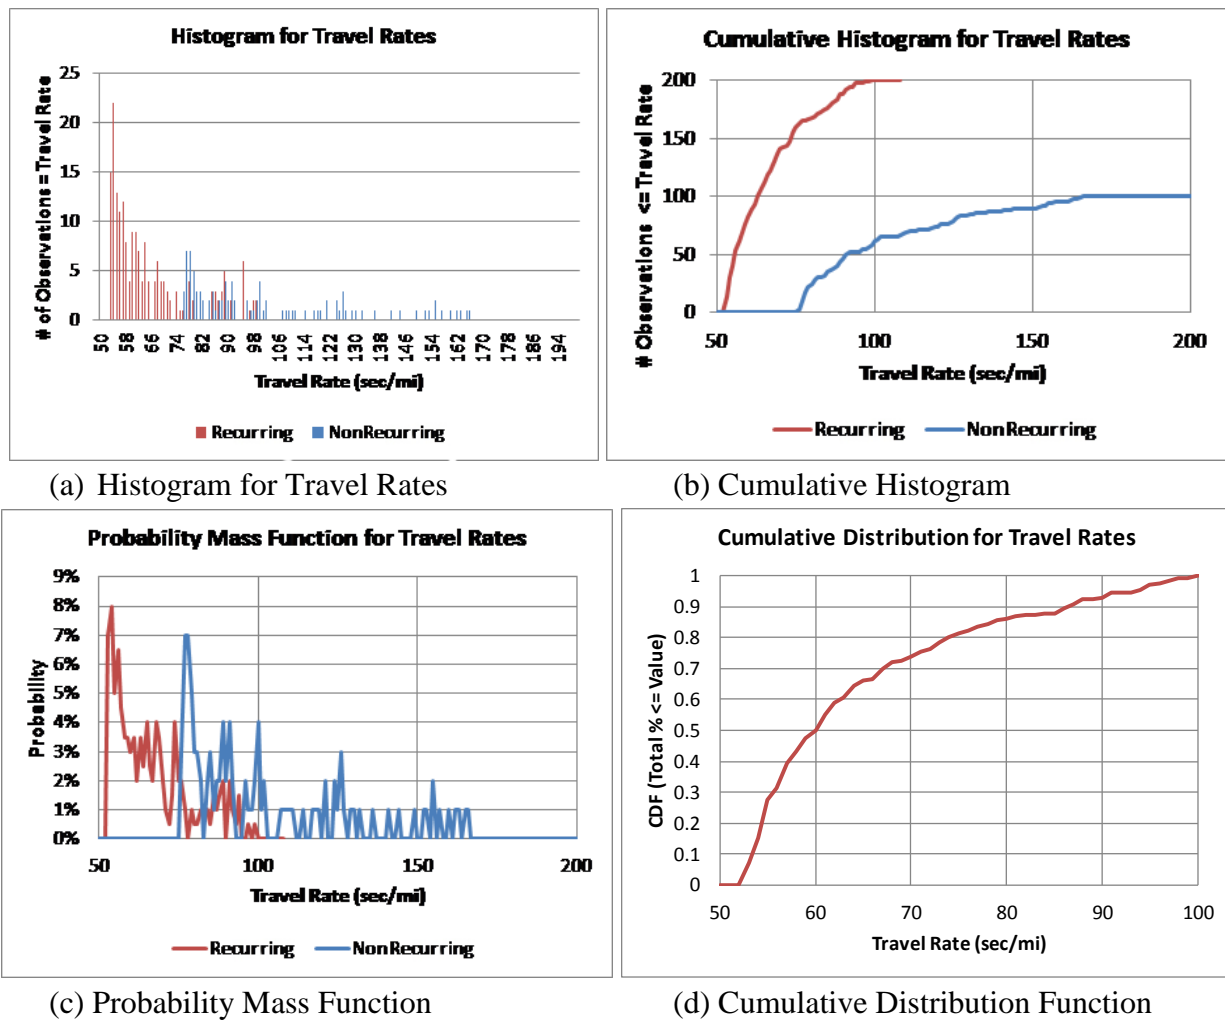 Histogram for Travel Rates
# of Observations = Travel Rate
25
20
15
10
5
0
50 58 66 74 82 90 98 106 114 122 130 138 146 154 162 170 178 186 194
Travel Rate (sec/mi)
Recurring NonRecurring
(a) Histogram for Travel Rates
Cumulative Histogram for Travel Rates
# Observations <= Travel Rate
200
150
100
50
0
50 100 150 200
Travel Rate (sec/mi)
Recurring NonRecurring
(b) Cumulative Histogram
Probability Mass Function for Travel Rates
Probability
9%
8%
7%
6%
5%
4%
3%
2%
1%
0%
50 100 150 200
Travel Rate (sec/mi)
Recurring NonRecurring
(c) Probability Mass Function
Cumulative Distribution for Travel Rates
CDF (Total % <= Value)
1
0.9
0.8
0.7
0.6
0.5
0.4
0.3
0.2
0.1
0
50 60 70 80 90 100
Travel Rate (sec/mi)
(d) Cumulative Distribution Function